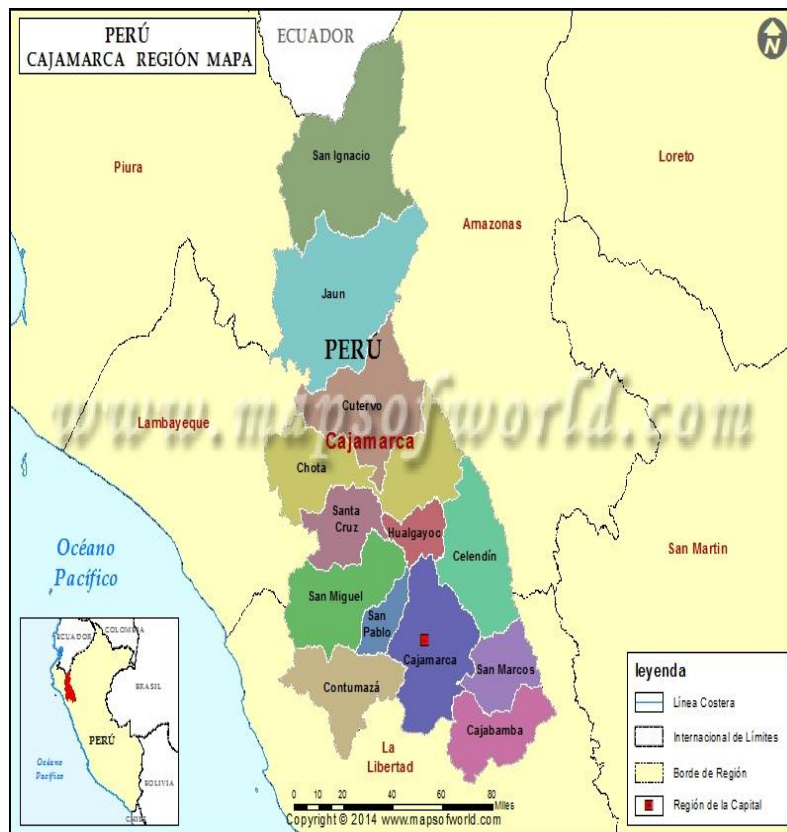 PERÚ
CAJAMARCA REGIÓN MAPA
ECUADOR
N
San Ignacio
Piura
Loreto
Amazonas
Jaun
PERÚ
Cutervo
www.mapsofworld.com
Lambayeque
Cajamarca
Chota
Santa
Cruz
Hualgayoc
Océano
Pacífico
Celendín
San Martin
San Miguel
San
Pablo
Cajamarca
San Marcos
Contumazá
Cajabamba
La
Libertad
ECUADOR
COLOMBIA
BRASIL
PERÚ
Océano
Pacífico
BOLIVIA
leyenda
Línea Costera
Internacional de Límites
Borde de Región
Región de la Capital
0 10 20 40 60 80
Miles
Copyright © 2014 www.mapsofworld.com